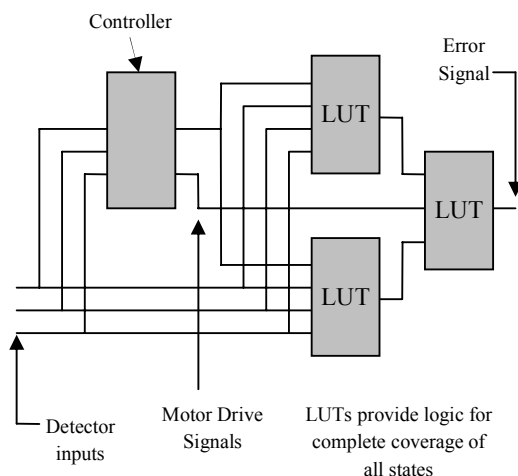 Controller
Error
Signal
LUT
LUT
LUT
Detector
inputs
Motor Drive
Signals
LUTs provide logic for
complete coverage of
all states